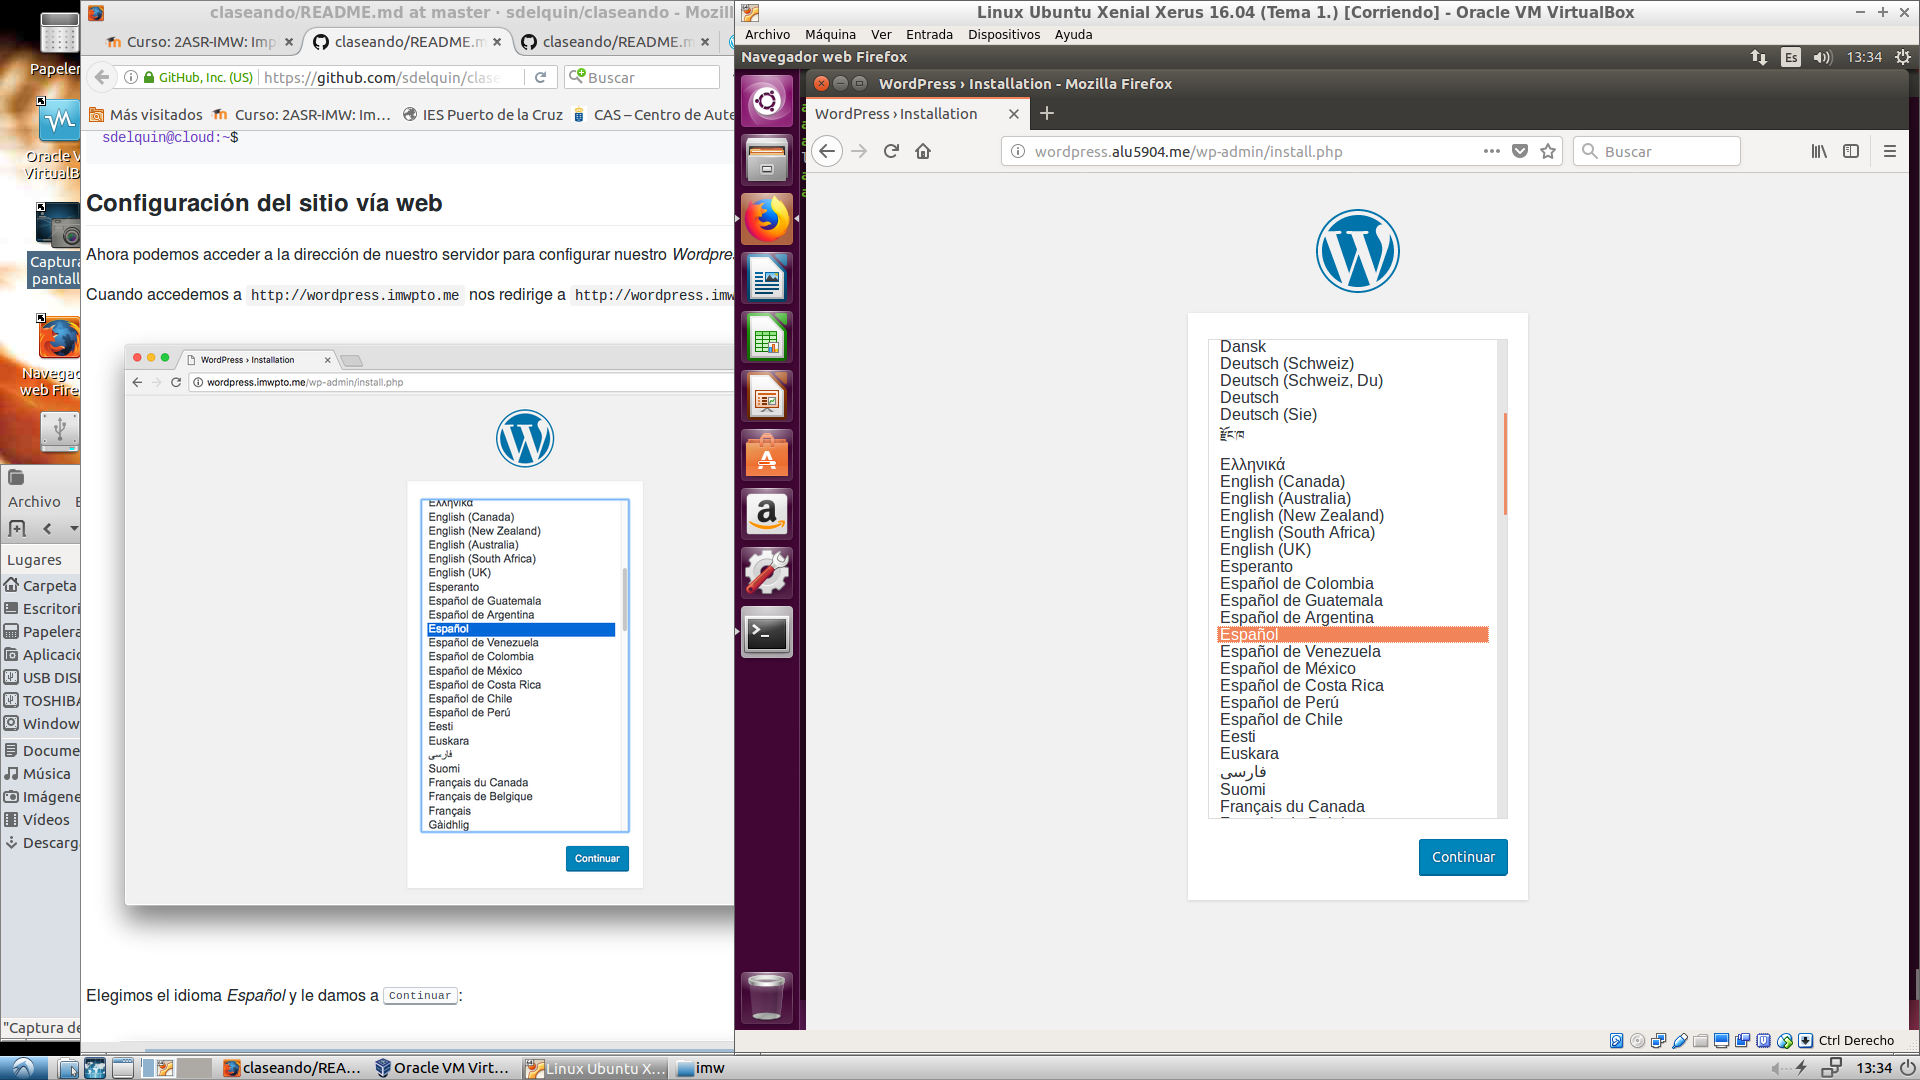 claseando/README.md at master · sdelquin/claseando - Mozil
Curso: 2ASR-IMW: Imp
claseando/README.m
claseando/README.m
GitHub, Inc. (US)
https://github.com/sdelquin/clase
Buscar
Más visitados
Curso: 2ASR-IMW: Im...
IES Puerto de la Cruz
CAS – Centro de Aute
sdelquin@cloud:~$
Configuración del sitio vía web
Ahora podemos acceder a la dirección de nuestro servidor para configurar nuestro Wordpres
Cuando accedemos a http://wordpress.imwpto.me nos redirige a http://wordpress.imw
WordPress › Installation
wordpress.imwpto.me/wp-admin/install.php
Ελληνικά
English (Canada)
English (New Zealand)
English (Australia)
English (South Africa)
English (UK)
Esperanto
Español de Guatemala
Español de Argentina
Español
Español de Venezuela
Español de Colombia
Español de México
Español de Costa Rica
Español de Chile
Español de Perú
Eesti
Euskara
فارسی
Suomi
Français du Canada
Français de Belgique
Français
Gàidhlig
Continuar
Elegimos el idioma Español y le damos a Continuar:
Papeler
Oracle V
VirtualB
Captura
pantall
Navegad
web Fire
Archivo
Lugares
Carpeta
Escritori
Papelera
Aplicacio
USB DISK
TOSHIBA
Window
Docume
Música
Imágene
Vídeos
Descarg
"Captura de
Linux Ubuntu Xenial Xerus 16.04 (Tema 1.) [Corriendo] - Oracle VM VirtualBox
Archivo Máquina Ver Entrada Dispositivos Ayuda
Navegador web Firefox
Es
13:34
WordPress › Installation - Mozilla Firefox
WordPress › Installation
wordpress.alu5904.me/wp-admin/install.php
Buscar
Dansk
Deutsch (Schweiz)
Deutsch (Schweiz, Du)
Deutsch
Deutsch (Sie)
རྫོང་ཁ
Ελληνικά
English (Canada)
English (Australia)
English (New Zealand)
English (South Africa)
English (UK)
Esperanto
Español de Colombia
Español de Guatemala
Español de Argentina
Español
Español de Venezuela
Español de México
Español de Costa Rica
Español de Perú
Español de Chile
Eesti
Euskara
فارسی
Suomi
Français du Canada
Continuar
Ctrl Derecho
claseando/REA...
Oracle VM Virt...
Linux Ubuntu X...
imw
13:34